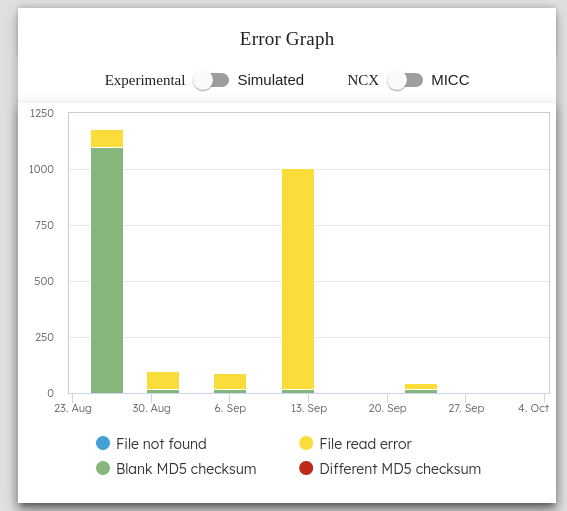 Error Graph
Experimental Simulated NCX MICC
1250
1000
750
500
250
0
23. Aug 30. Aug 6. Sep 13. Sep 20. Sep 27. Sep 4. Oct
File not found File read error
Blank MD5 checksum Different MD5 checksum